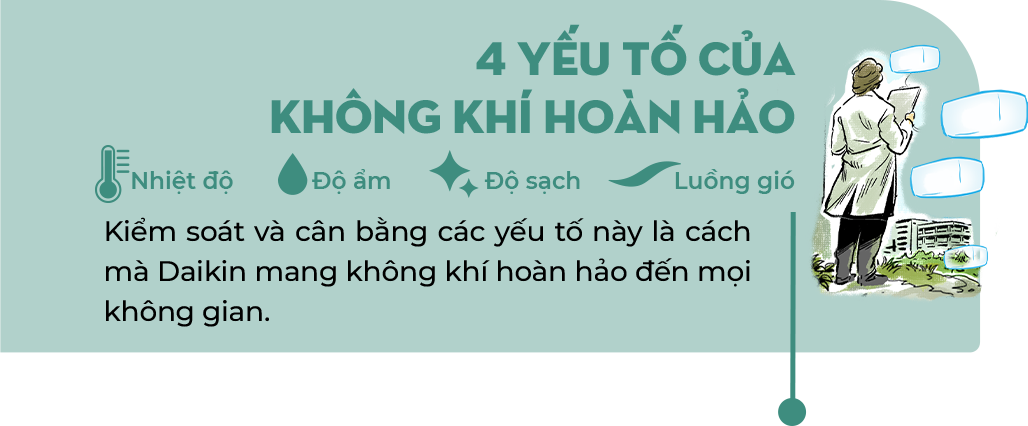 4 YẾU TỐ CỦA
KHÔNG KHÍ HOÀN HẢO
Nhiệt độ Độ ẩm Độ sạch Luồng gió
Kiểm soát và cân bằng các yếu tố này là cách
mà Daikin mang không khí hoàn hảo đến mọi
không gian.